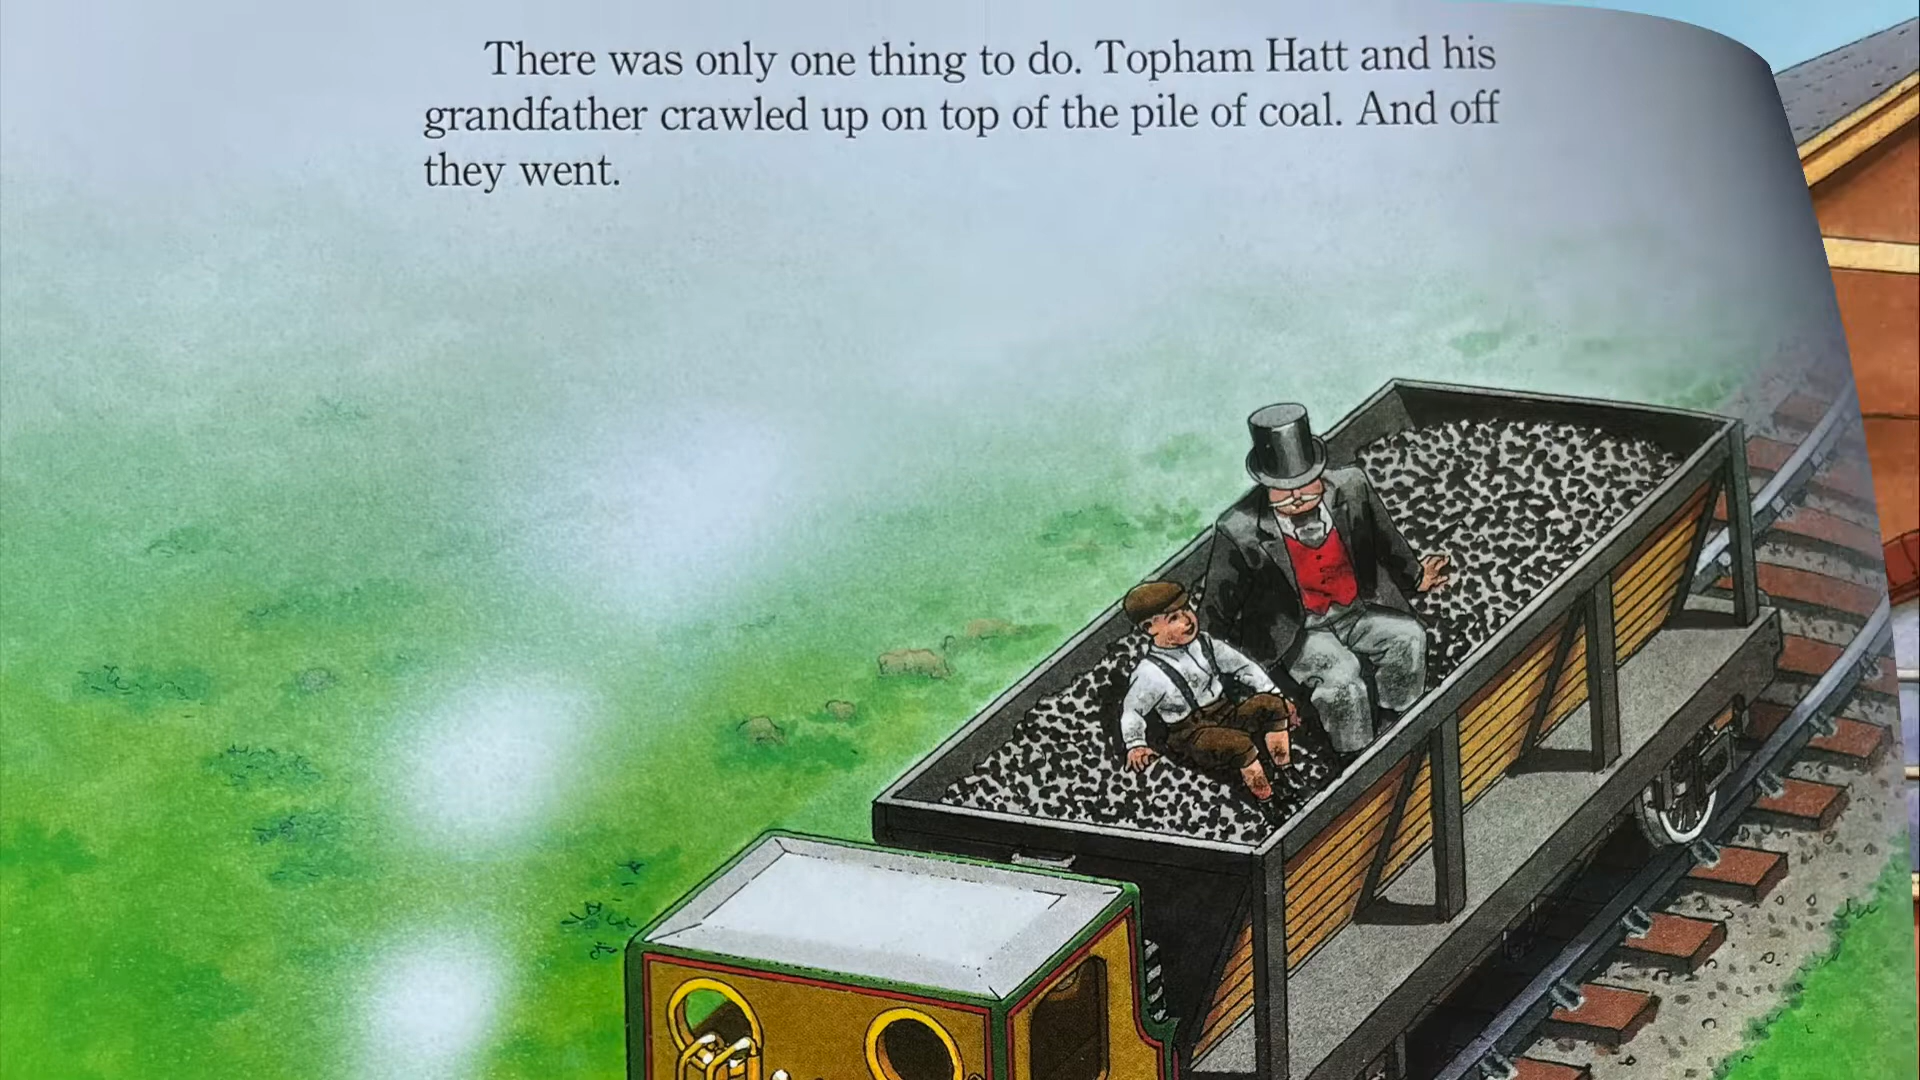 There was only one thing to do. Topham Hatt and his
grandfather crawled up on top of the pile of coal. And off
they went.